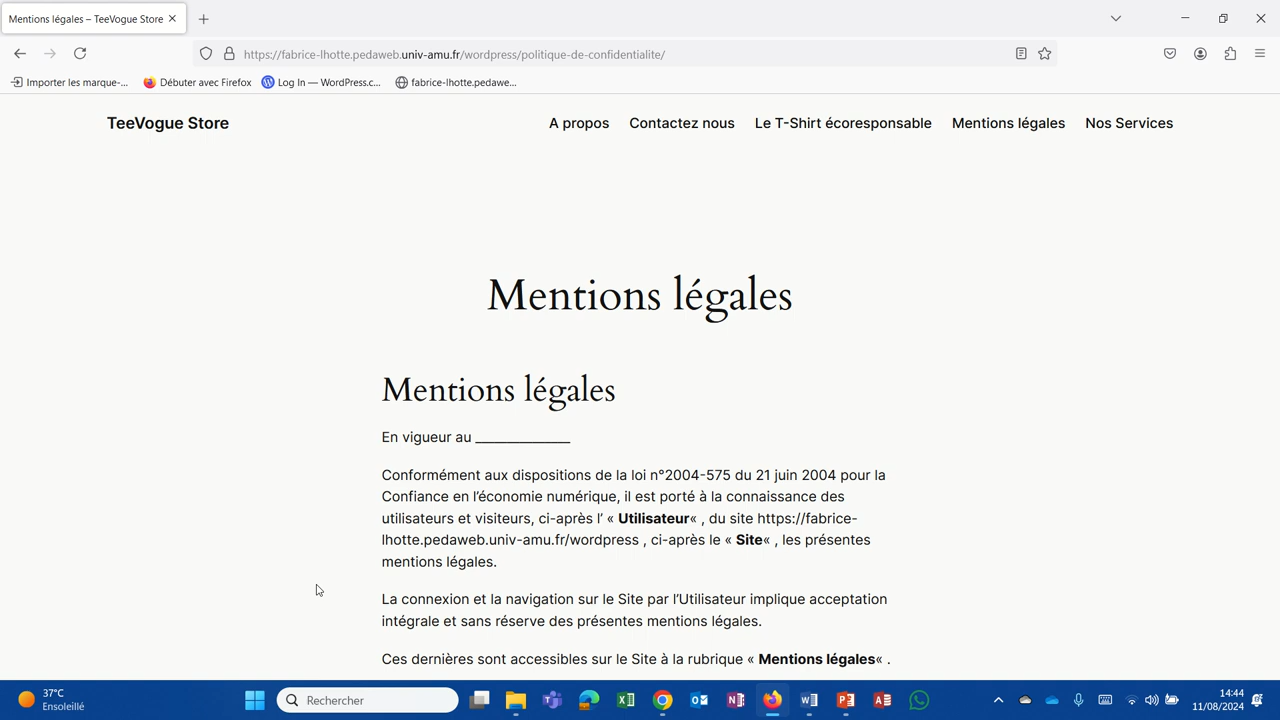 Mentions légales – TeeVogue Store
https://fabrice-lhotte.pedaweb.univ-amu.fr/wordpress/politique-de-confidentialite/
Importer les marque-... Débuter avec Firefox Log In — WordPress.c... fabrice-lhotte.pedawe...
TeeVogue Store A propos Contactez nous Le T-Shirt écoresponsable Mentions légales Nos Services
Mentions légales
Mentions légales
En vigueur au _______________
Conformément aux dispositions de la loi n°2004-575 du 21 juin 2004 pour la
Confiance en l’économie numérique, il est porté à la connaissance des
utilisateurs et visiteurs, ci-après l’ « Utilisateur« , du site https://fabrice-
lhotte.pedaweb.univ-amu.fr/wordpress , ci-après le « Site« , les présentes
mentions légales.
La connexion et la navigation sur le Site par l’Utilisateur implique acceptation
intégrale et sans réserve des présentes mentions légales.
Ces dernières sont accessibles sur le Site à la rubrique « Mentions légales« .
37°C
Ensoleillé
Rechercher
14:44
11/08/2024